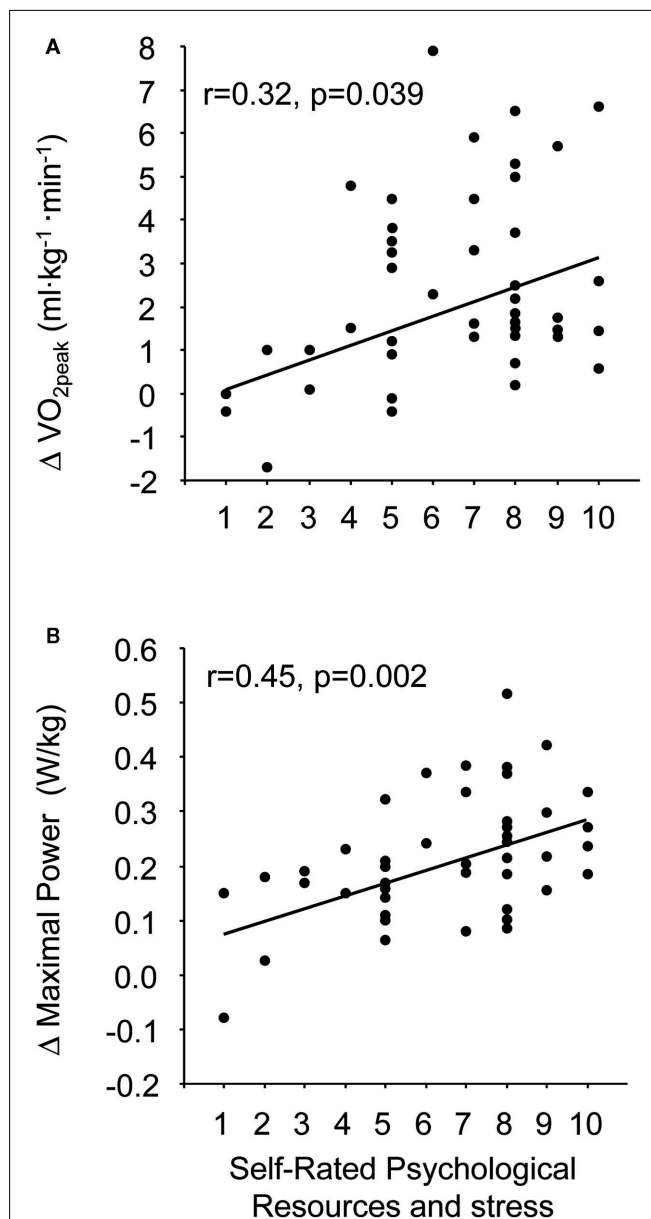 A
8
7
6
5
4
3
2
1
0
-1
-2
r=0.32, p=0.039
Δ VO2peak (ml·kg-1 ·min-1)
1 2 3 4 5 6 7 8 9 10
B
0.6
0.5
0.4
0.3
0.2
0.1
0.0
-0.1
-0.2
r=0.45, p=0.002
Δ Maximal Power (W/kg)
1 2 3 4 5 6 7 8 9 10
Self-Rated Psychological
Resources and stress